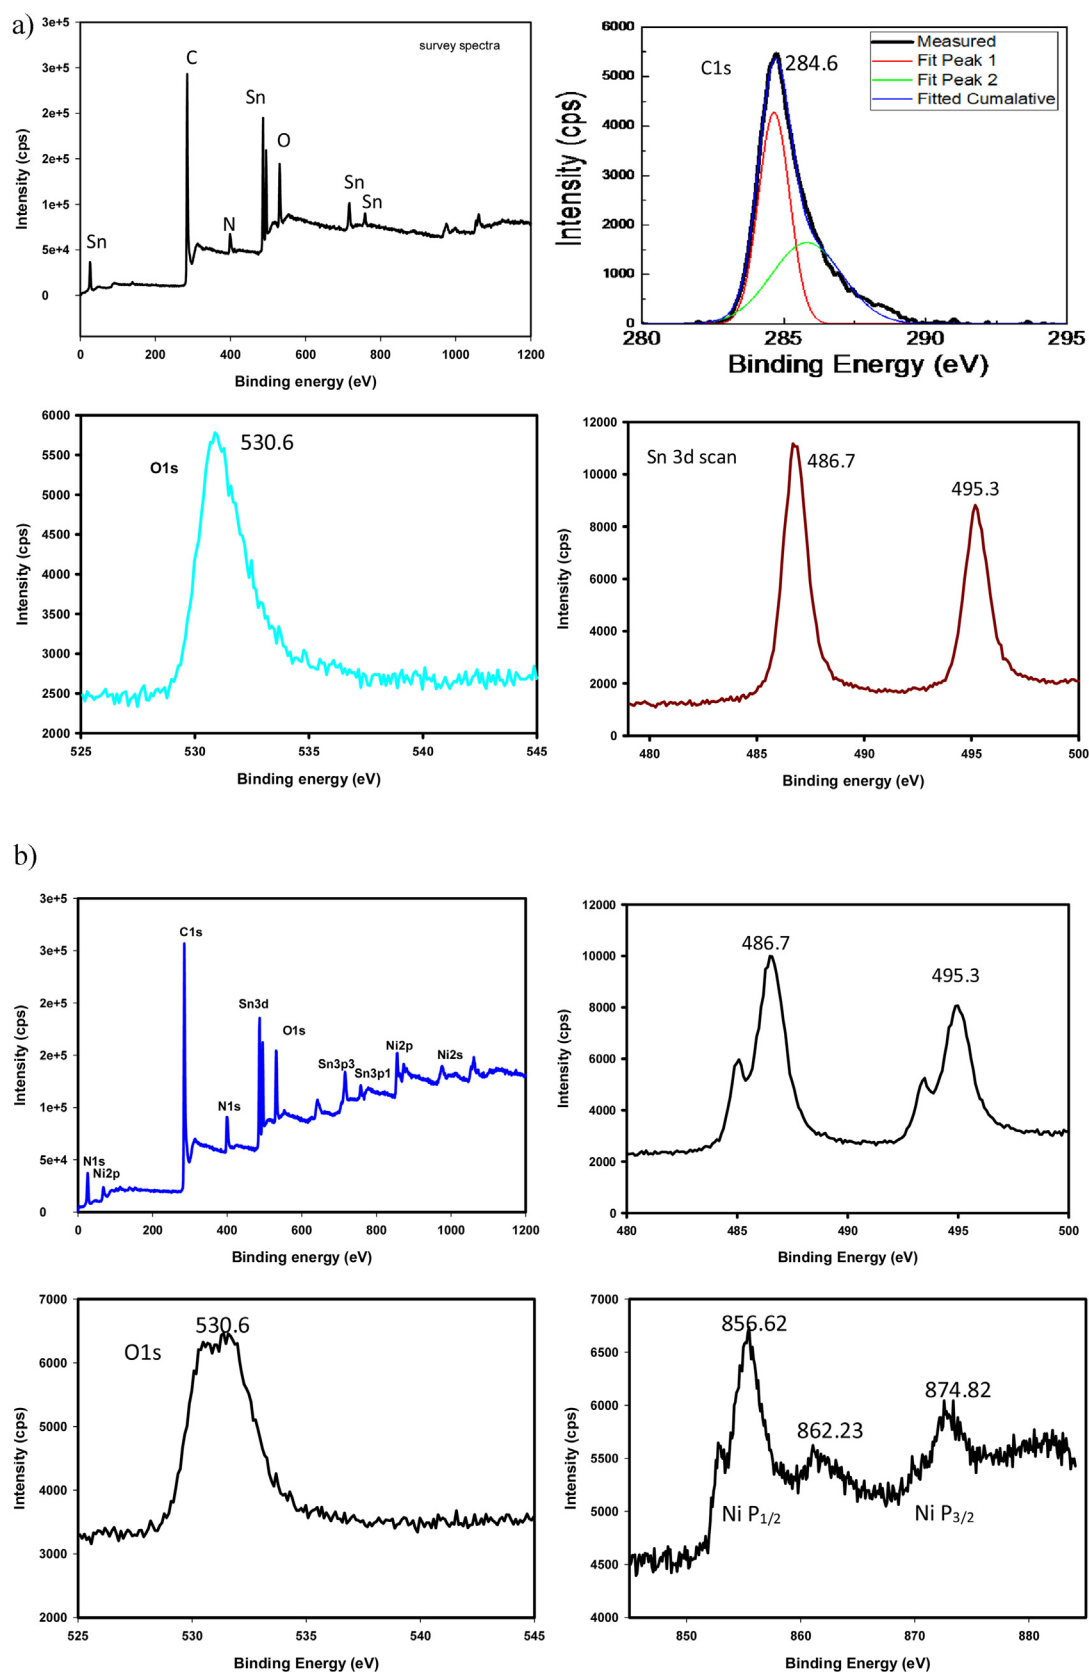 a)
3e+5
3e+5
2e+5
2e+5
1e+5
5e+4
0
Intensity (cps)
survey spectra
C
Sn
O
Sn
Sn
N
Sn
0 200 400 600 800 1000 1200
Binding energy (eV)
6000
5000
4000
3000
2000
1000
0
Intensity (cps)
C1s
284.6
Measured
Fit Peak 1
Fit Peak 2
Fitted Cumalative
280 285 290 295
Binding Energy (eV)
6000
5500
5000
4500
4000
3500
3000
2500
2000
Intensity (cps)
O1s
530.6
525 530 535 540 545
Binding energy (eV)
12000
10000
8000
6000
4000
2000
0
Intensity (cps)
Sn 3d scan
486.7
495.3
480 485 490 495 500
Binding energy (eV)
b)
3e+5
3e+5
2e+5
2e+5
1e+5
5e+4
0
Intensity (cps)
C1s
Sn3d
O1s
Sn3p3
Sn3p1
Ni2p
Ni2s
N1s
N1s
Ni2p
0 200 400 600 800 1000 1200
Binding energy (eV)
12000
10000
8000
6000
4000
2000
0
Intensity (cps)
486.7
495.3
480 485 490 495 500
Binding Energy (eV)
7000
6000
5000
4000
3000
2000
Intensity (cps)
O1s
530.6
525 530 535 540 545
Binding Energy (eV)
7000
6500
6000
5500
5000
4500
4000
Intensity (cps)
856.62
862.23
874.82
Ni P1/2
Ni P3/2
850 860 870 880
Binding energy (eV)